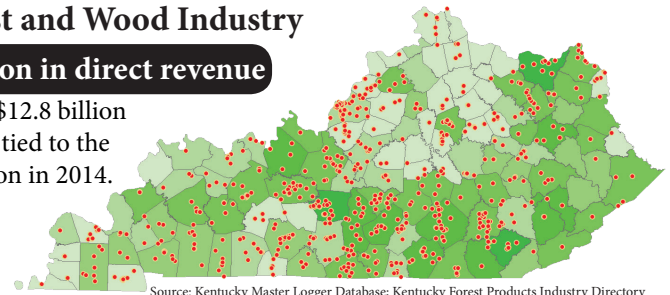 st and Wood Industry
on in direct revenue
$12.8 billion
tied to the
on in 2014.
Source: Kentucky Master Logger Database; Kentucky Forest Products Industry Directory